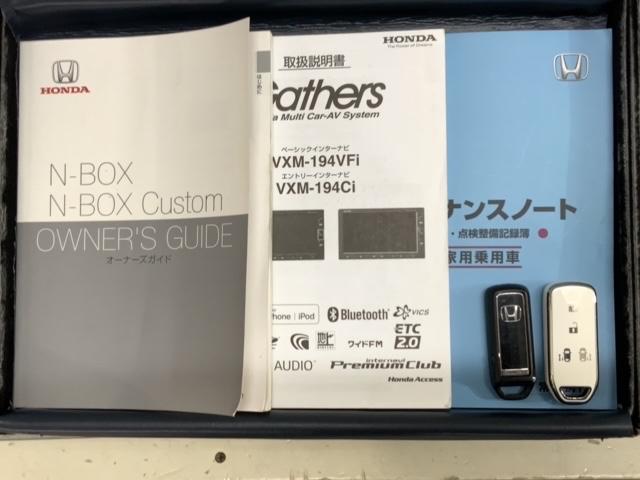 HONDA
N-BOX
N-BOX Custom
OWNER'S GUIDE
オーナーズガイド
はじめに
HONDA
The Power of Dreams
取扱説明書
Gathers
a Multi Car-AV System
ベーシックインターナビ
VXM-194VFi
エントリーインターナビ
VXM-194Ci
iPod
Bluetooth
VICS
ワイドFM
ETC
2.0
AUDIO
internavi
PremiumClub
Honda Access
ナンスノート
・点検整備記録簿
家用乗用車